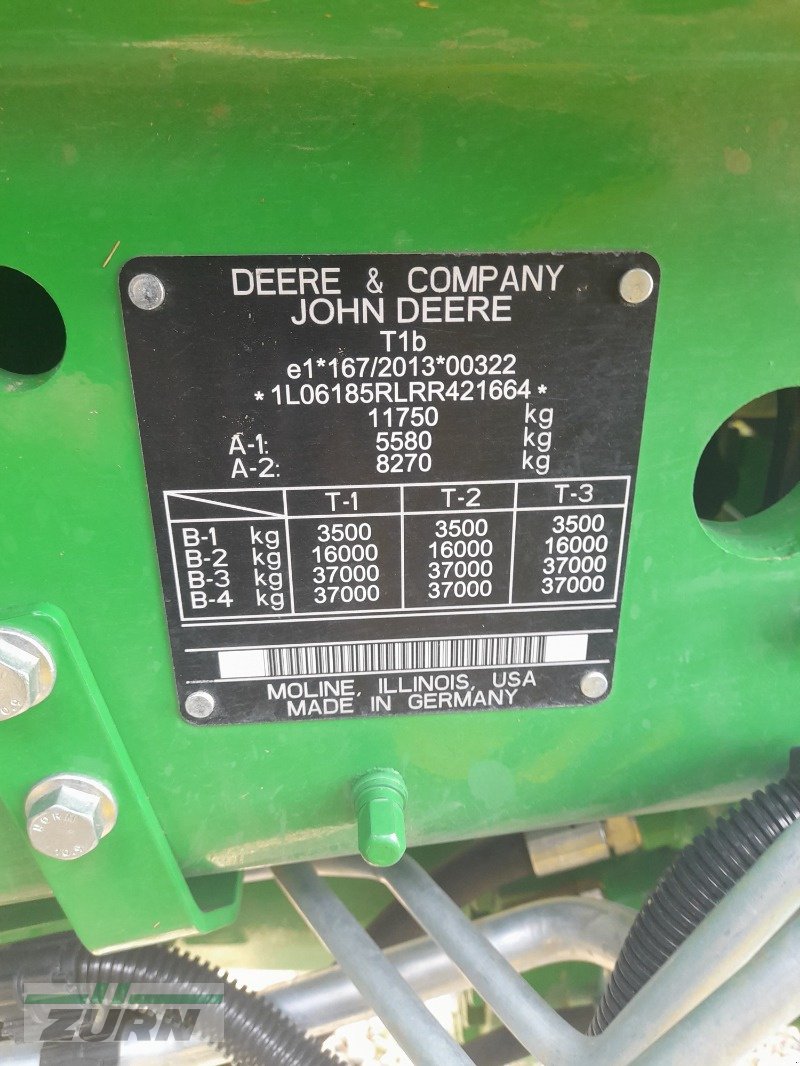 DEERE & COMPANY
JOHN DEERE
T1b
e1*167/2013*00322
*1L06185RLRR421664*
11750 kg
A-1: 5580 kg
A-2: 8270 kg
T-1 T-2 T-3
B-1 kg 3500 3500 3500
B-2 kg 16000 16000 16000
B-3 kg 37000 37000 37000
B-4 kg 37000 37000 37000
MOLINE, ILLINOIS, USA
MADE IN GERMANY
ZÜRN